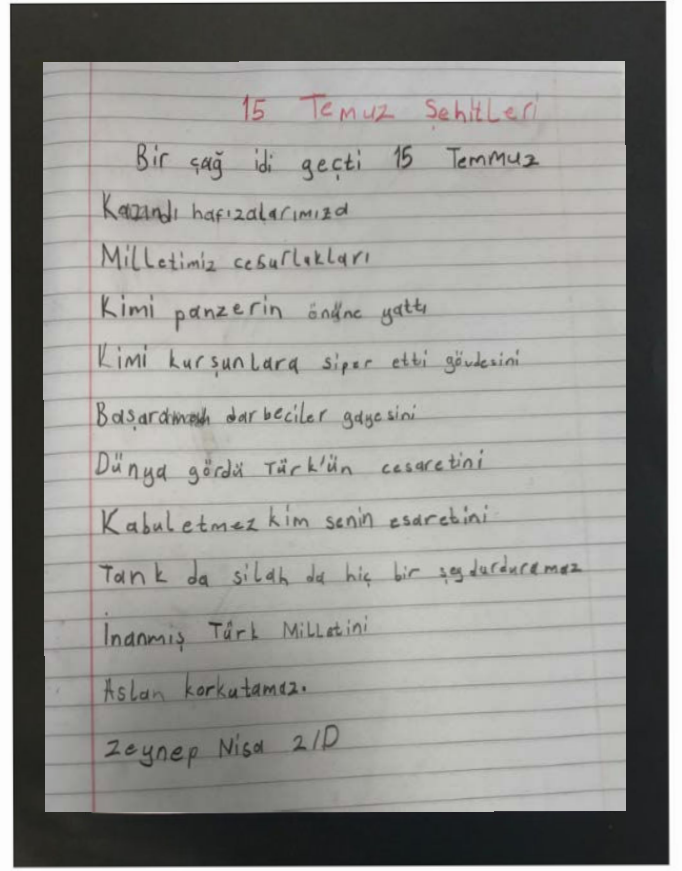 15 Temuz Şehitleri
Bir çağ idi geçti 15 Temmuz
Kazındı hafızalarımıza
Milletimiz cesurlukları
Kimi panzerin önüne yattı
Kimi kurşunlara siper etti gövdesini
Başaramadı darbeciler gayesini
Dünya gördü Türk'ün cesaretini
Kabul etmez kim senin esaretini
Tank da silah da hiç bir şey durduramaz
İnanmış Türk Milletini
Aslan korkutamaz.
Zeynep Nisa 2/D